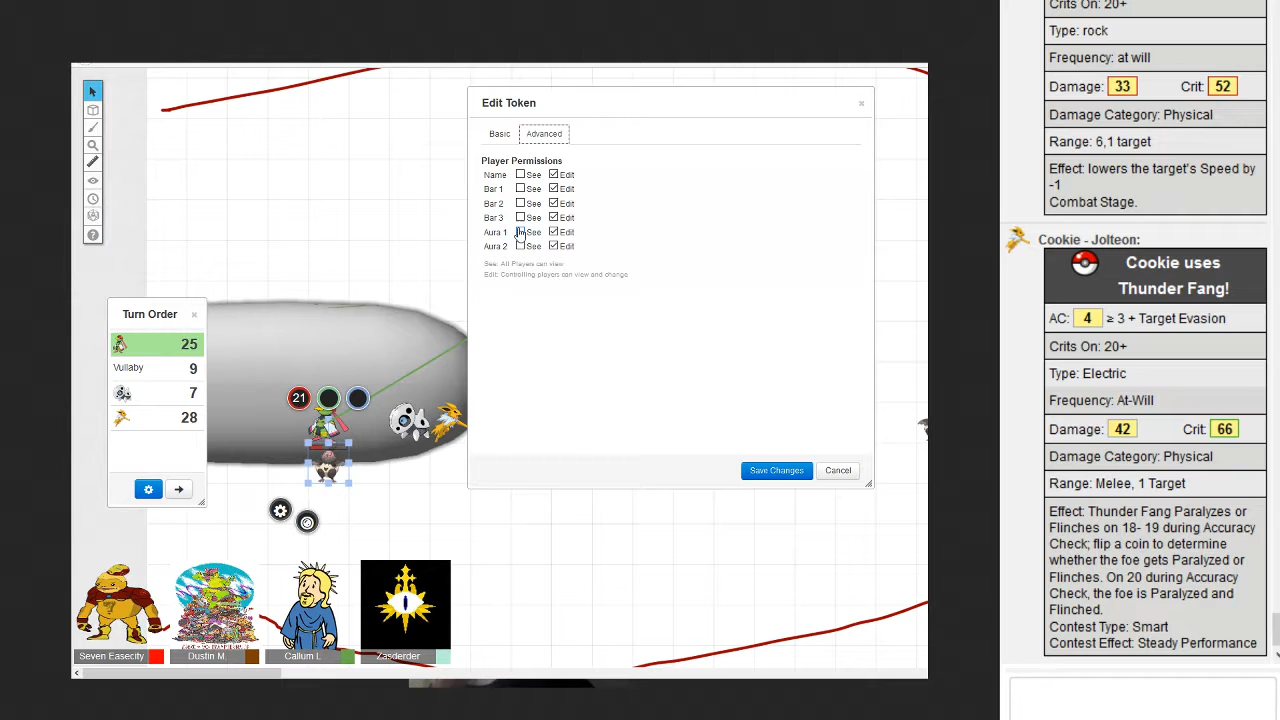 Edit Token
×
Basic
Advanced
Player Permissions
Name See Edit
Bar 1 See Edit
Bar 2 See Edit
Bar 3 See Edit
Aura 1 See Edit
Aura 2 See Edit
See: All Players can view
Edit: Controlling players can view and change
Save Changes
Cancel
Turn Order ×
25
Vullaby 9
7
28
21
Seven Easecity
Dustin M.
Callum L
Zasderder
Crits On: 20+
Type: rock
Frequency: at will
Damage: 33 Crit: 52
Damage Category: Physical
Range: 6,1 target
Effect: lowers the target's Speed by
-1
Combat Stage.
Cookie - Jolteon:
Cookie uses
Thunder Fang!
AC: 4 ≥ 3 + Target Evasion
Crits On: 20+
Type: Electric
Frequency: At-Will
Damage: 42 Crit: 66
Damage Category: Physical
Range: Melee, 1 Target
Effect: Thunder Fang Paralyzes or
Flinches on 18- 19 during Accuracy
Check; flip a coin to determine
whether the foe gets Paralyzed or
Flinches. On 20 during Accuracy
Check, the foe is Paralyzed and
Flinched.
Contest Type: Smart
Contest Effect: Steady Performance